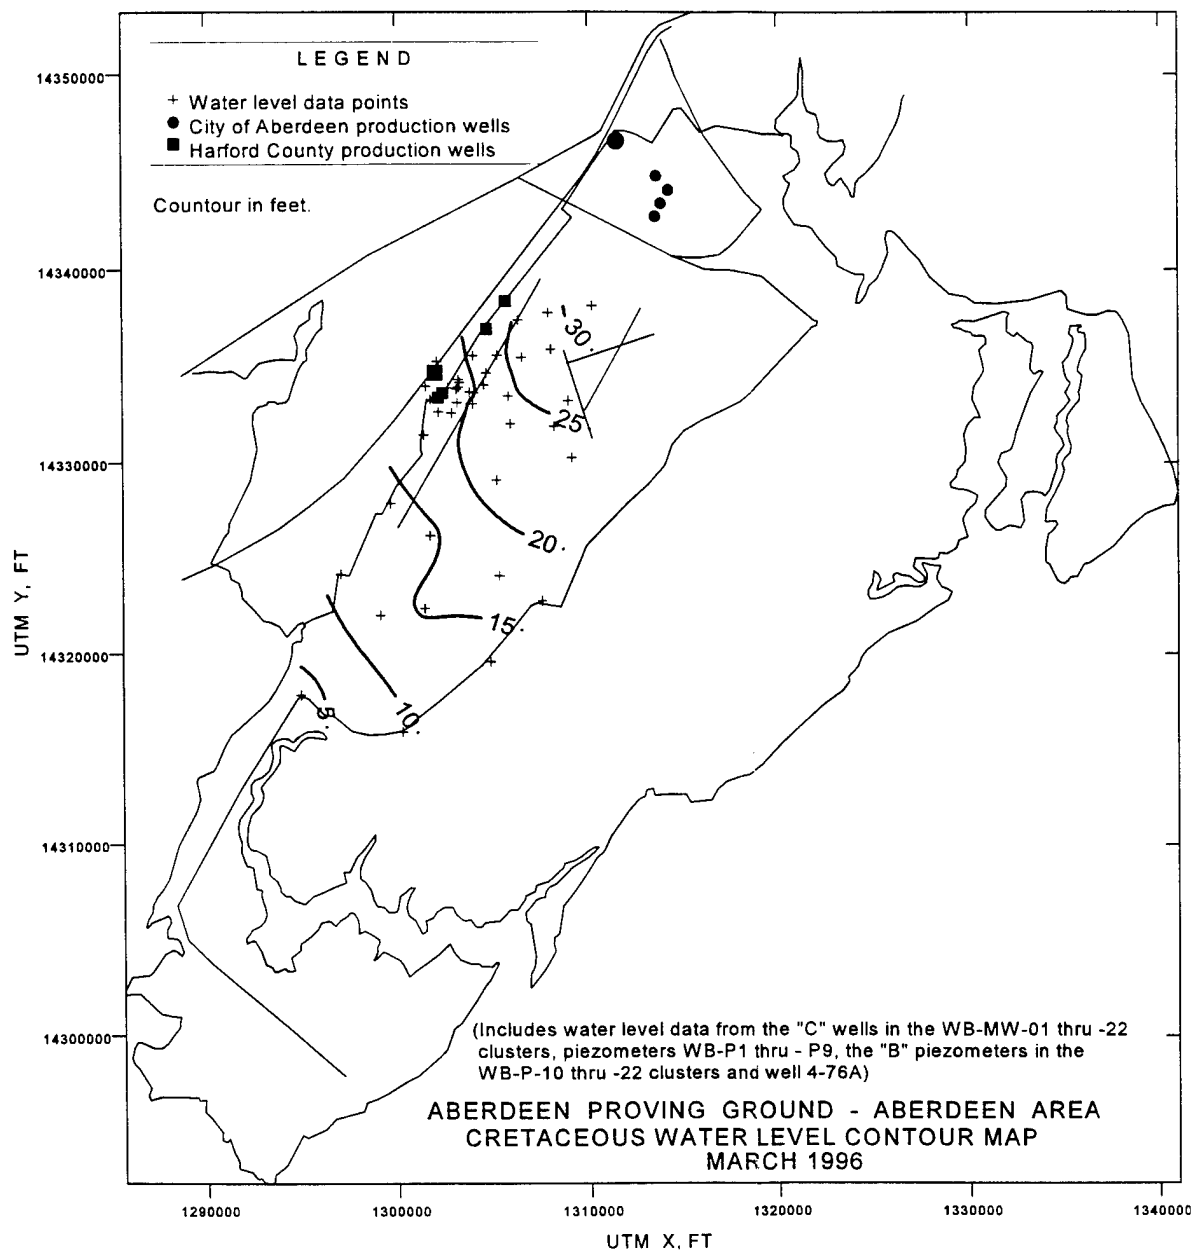 LEGEND
+ Water level data points
● City of Aberdeen production wells
■ Harford County production wells
Countour in feet.
14350000
14340000
14330000
14320000
14310000
14300000
UTM Y, FT
30.
25
20.
15.
10.
5.
(Includes water level data from the "C" wells in the WB-MW-01 thru -22
clusters, piezometers WB-P1 thru - P9, the "B" piezometers in the
WB-P-10 thru -22 clusters and well 4-76A)
ABERDEEN PROVING GROUND - ABERDEEN AREA
CRETACEOUS WATER LEVEL CONTOUR MAP
MARCH 1996
1290000 1300000 1310000 1320000 1330000 1340000
UTM X, FT